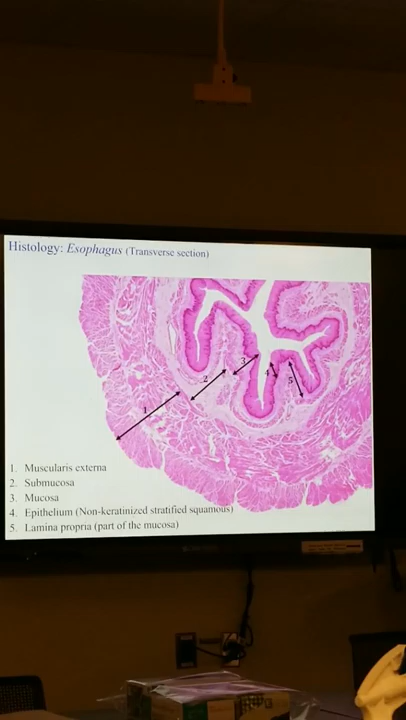 Histology: Esophagus (Transverse section)
3
2
4
5
1
1. Muscularis externa
2. Submucosa
3. Mucosa
4. Epithelium (Non-keratinized stratified squamous)
5. Lamina propria (part of the mucosa)